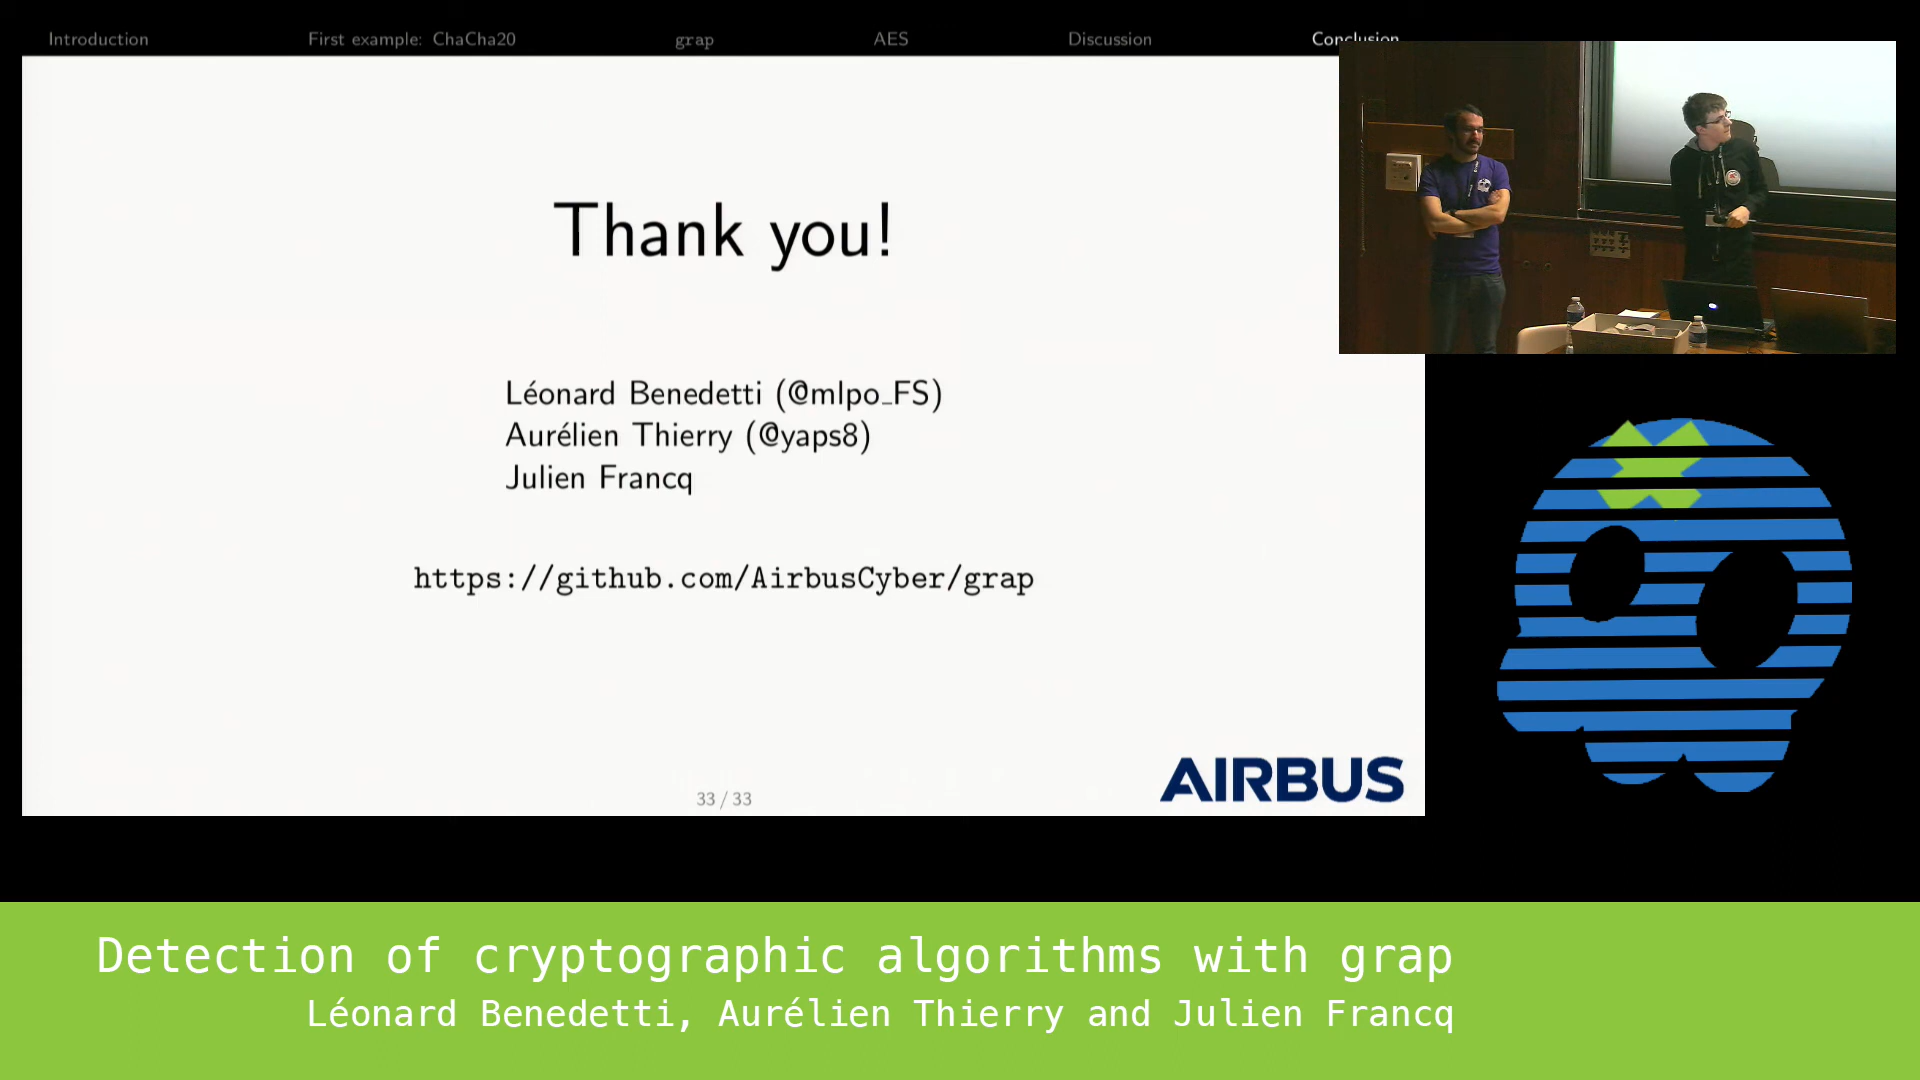 Introduction
First example: ChaCha20
grap
AES
Discussion
Conclusion
Thank you!
Léonard Benedetti (@mlpo_FS)
Aurélien Thierry (@yaps8)
Julien Francq
https://github.com/AirbusCyber/grap
33 / 33
AIRBUS
Detection of cryptographic algorithms with grap
Léonard Benedetti, Aurélien Thierry and Julien Francq